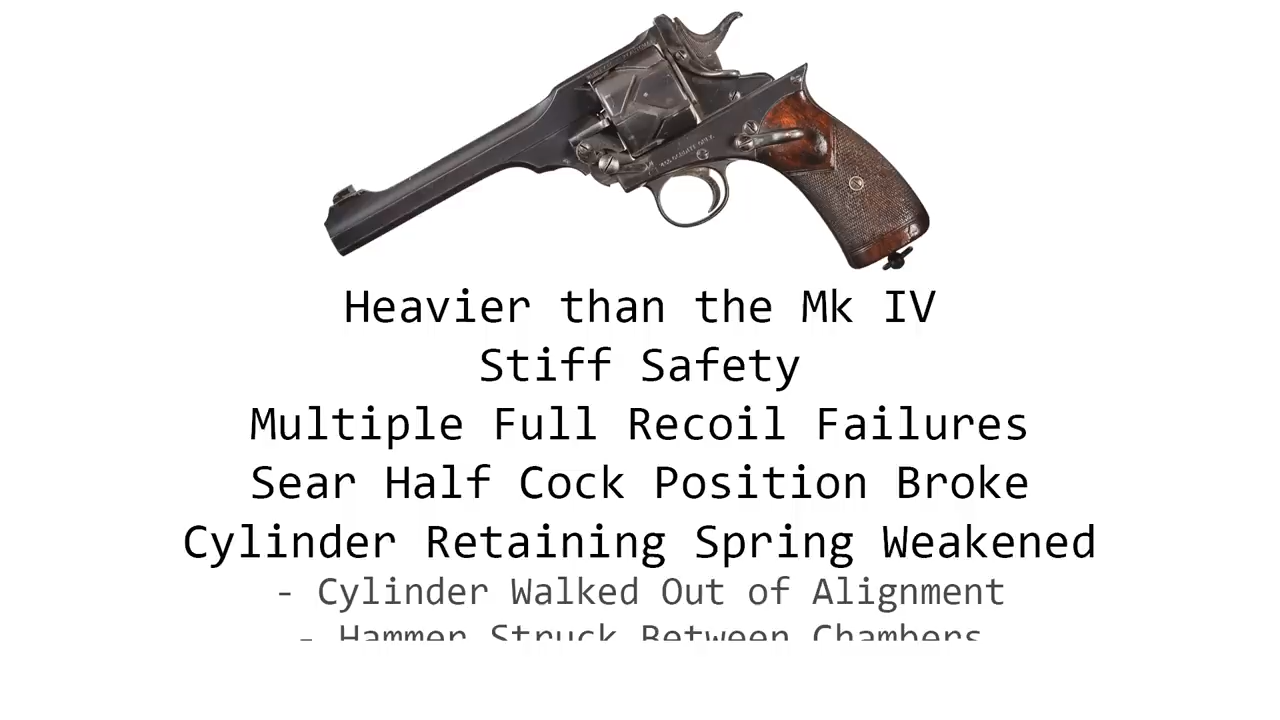 Heavier than the Mk IV
Stiff Safety
Multiple Full Recoil Failures
Sear Half Cock Position Broke
Cylinder Retaining Spring Weakened
- Cylinder Walked Out of Alignment
- Hammer Struck Between Chambers